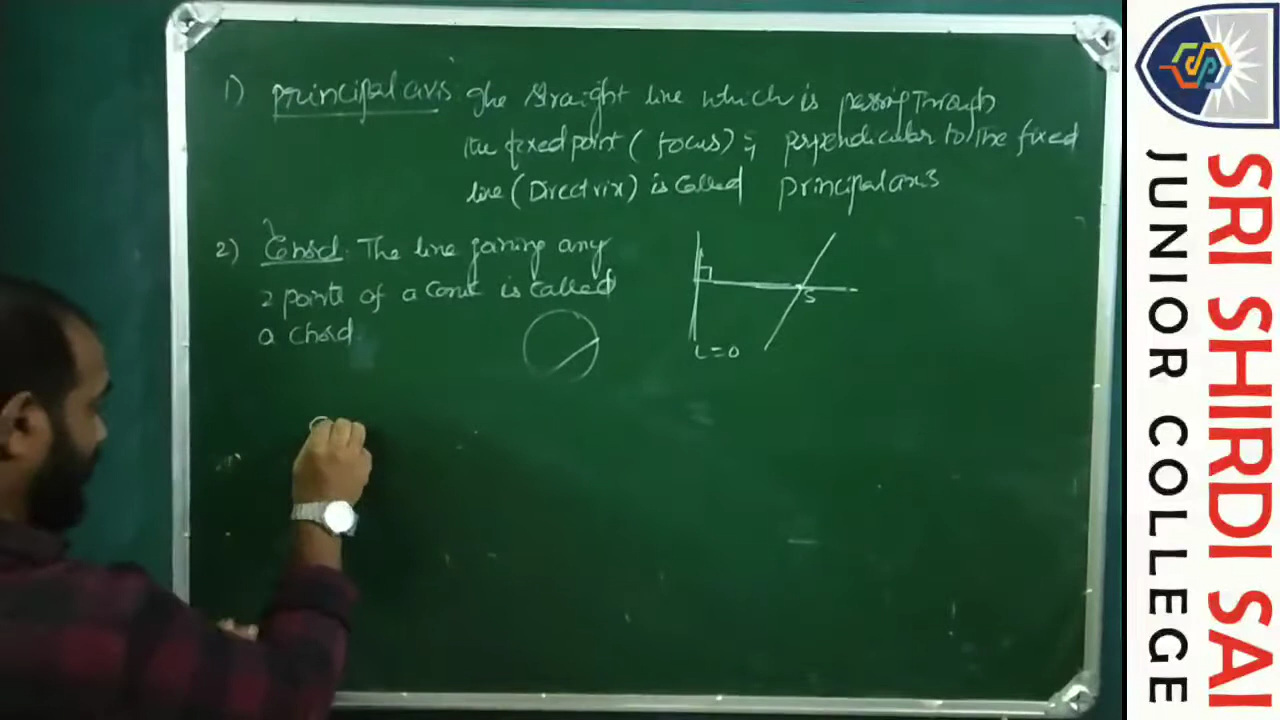 1) principal axis The straight line which is passing through
the fixed point (focus) & perpendicular to the fixed
line (Directrix) is called principal axis
2) Chord. The line joining any
2 points of a conic is called
a chord.
S
L=0
SRI SHIRDI SAI
JUNIOR COLLEGE